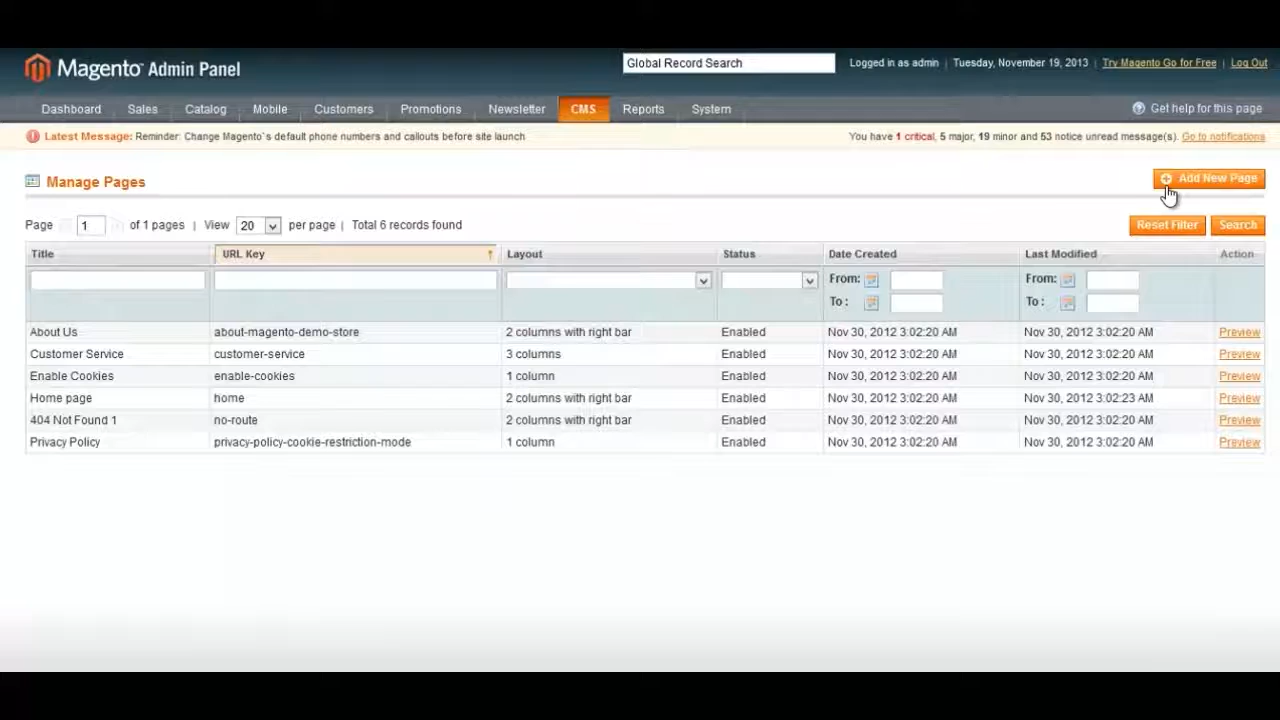 Magento Admin Panel
Global Record Search
Logged in as admin | Tuesday, November 19, 2013 | Try Magento Go for Free | Log Out
Dashboard Sales Catalog Mobile Customers Promotions Newsletter CMS Reports System
Get help for this page
Latest Message: Reminder: Change Magento`s default phone numbers and callouts before site launch
You have 1 critical, 5 major, 19 minor and 53 notice unread message(s). Go to notifications
Manage Pages
Add New Page
Page 1 of 1 pages | View 20 per page | Total 6 records found
Reset Filter Search
Title URL Key Layout Status Date Created Last Modified Action
From: From:
To : To :
About Us about-magento-demo-store 2 columns with right bar Enabled Nov 30, 2012 3:02:20 AM Nov 30, 2012 3:02:20 AM Preview
Customer Service customer-service 3 columns Enabled Nov 30, 2012 3:02:20 AM Nov 30, 2012 3:02:20 AM Preview
Enable Cookies enable-cookies 1 column Enabled Nov 30, 2012 3:02:20 AM Nov 30, 2012 3:02:20 AM Preview
Home page home 2 columns with right bar Enabled Nov 30, 2012 3:02:20 AM Nov 30, 2012 3:02:23 AM Preview
404 Not Found 1 no-route 2 columns with right bar Enabled Nov 30, 2012 3:02:20 AM Nov 30, 2012 3:02:20 AM Preview
Privacy Policy privacy-policy-cookie-restriction-mode 1 column Enabled Nov 30, 2012 3:02:20 AM Nov 30, 2012 3:02:20 AM Preview